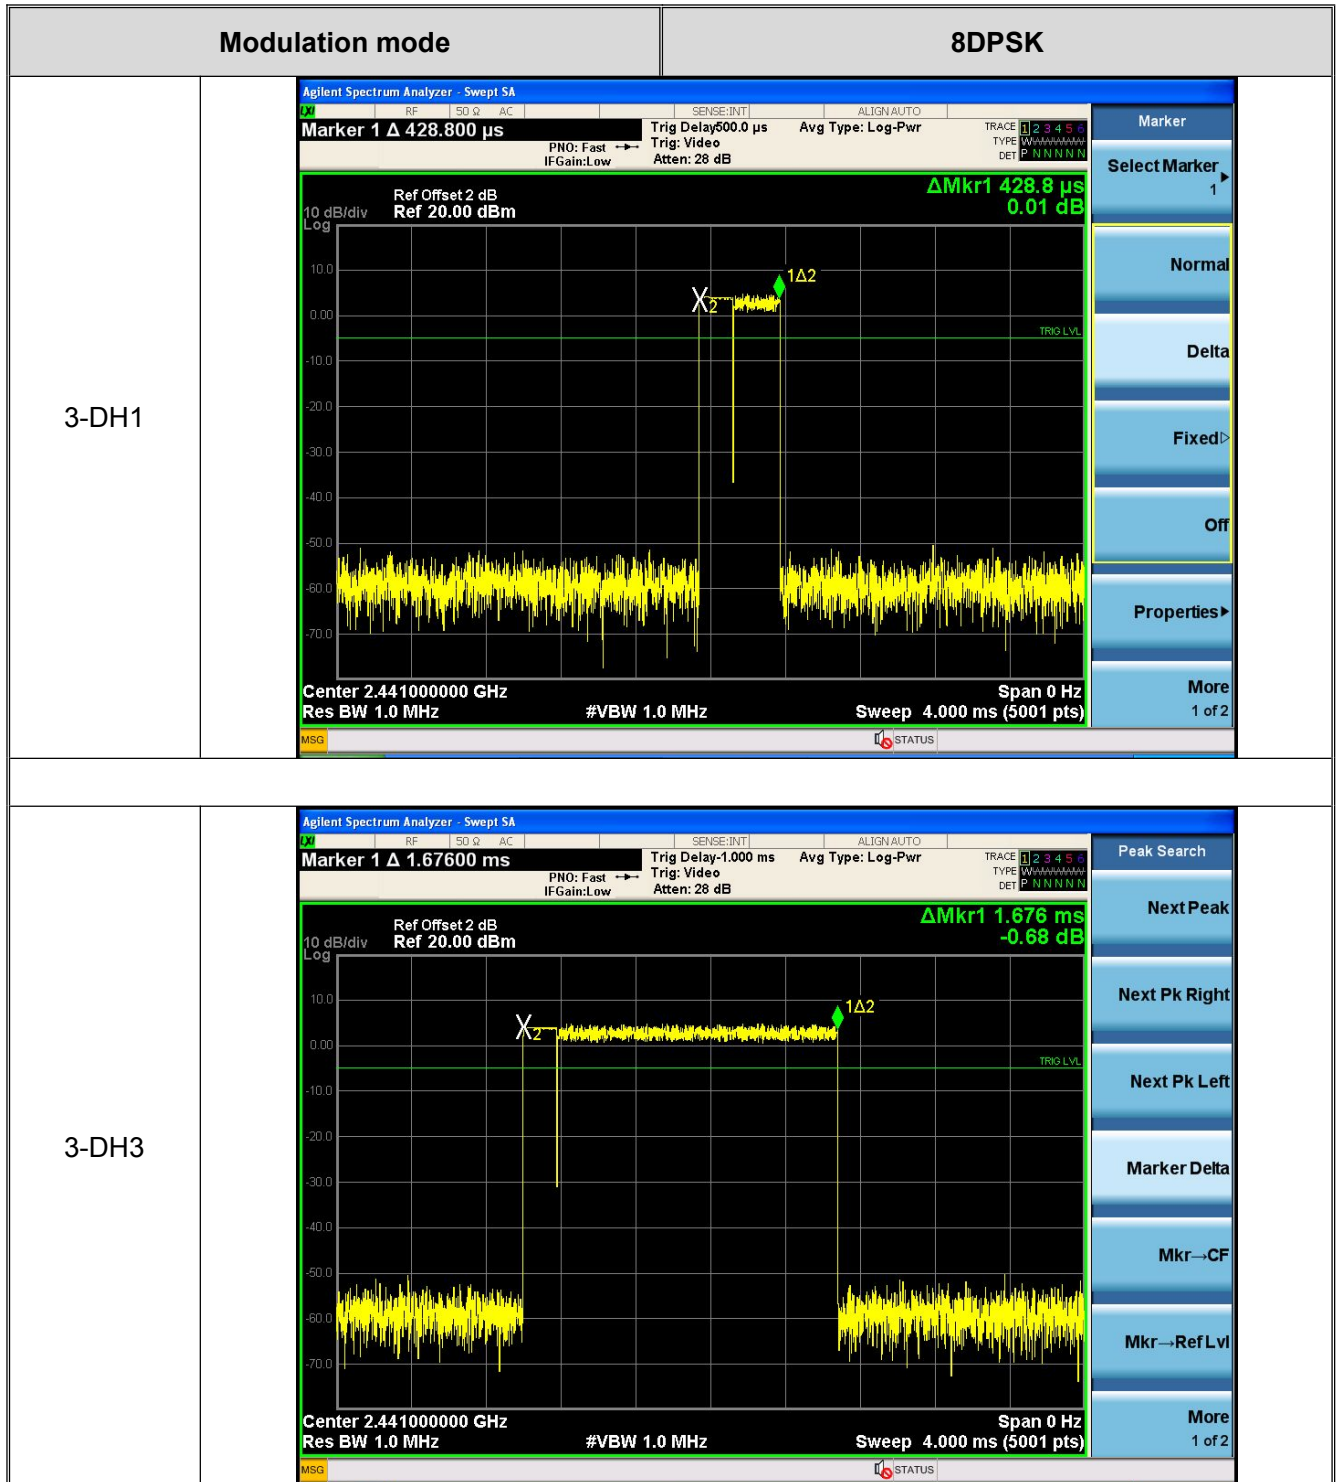 Modulation mode 8DPSK
3-DH1
Agilent Spectrum Analyzer - Swept SA
LXI RF 50 Ω AC SENSE:INT ALIGN AUTO
Marker 1 Δ 428.800 µs
PNO: Fast
IFGain:Low
Trig Delay500.0 µs
Trig: Video
Atten: 28 dB
Avg Type: Log-Pwr
TRACE 1 2 3 4 5 6
TYPE
DET P N N N N N
ΔMkr1 428.8 µs
0.01 dB
Ref Offset 2 dB
10 dB/div Ref 20.00 dBm
Log
10.0
0.00
-10.0
-20.0
-30.0
-40.0
-50.0
-60.0
-70.0
X2
1Δ2
TRIG LVL
Center 2.441000000 GHz Span 0 Hz
Res BW 1.0 MHz #VBW 1.0 MHz Sweep 4.000 ms (5001 pts)
MSG STATUS
Marker
Select Marker
1
Normal
Delta
Fixed
Off
Properties
More
1 of 2
3-DH3
Agilent Spectrum Analyzer - Swept SA
LXI RF 50 Ω AC SENSE:INT ALIGN AUTO
Marker 1 Δ 1.67600 ms
PNO: Fast
IFGain:Low
Trig Delay-1.000 ms
Trig: Video
Atten: 28 dB
Avg Type: Log-Pwr
TRACE 1 2 3 4 5 6
TYPE
DET P N N N N N
ΔMkr1 1.676 ms
-0.68 dB
Ref Offset 2 dB
10 dB/div Ref 20.00 dBm
Log
10.0
0.00
-10.0
-20.0
-30.0
-40.0
-50.0
-60.0
-70.0
X2
1Δ2
TRIG LVL
Center 2.441000000 GHz Span 0 Hz
Res BW 1.0 MHz #VBW 1.0 MHz Sweep 4.000 ms (5001 pts)
MSG STATUS
Peak Search
Next Peak
Next Pk Right
Next Pk Left
Marker Delta
Mkr→CF
Mkr→Ref Lvl
More
1 of 2